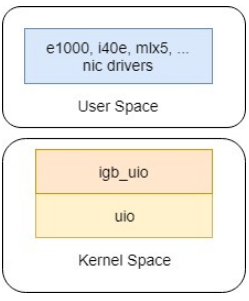 e1000, i40e, mlx5, ...
nic drivers
User Space
igb_uio
uio
Kernel Space